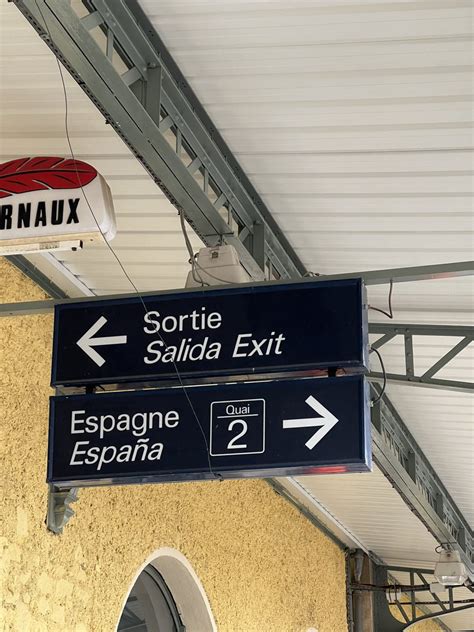 RNAUX
Sortie
Salida Exit
Espagne
España
Quai
2